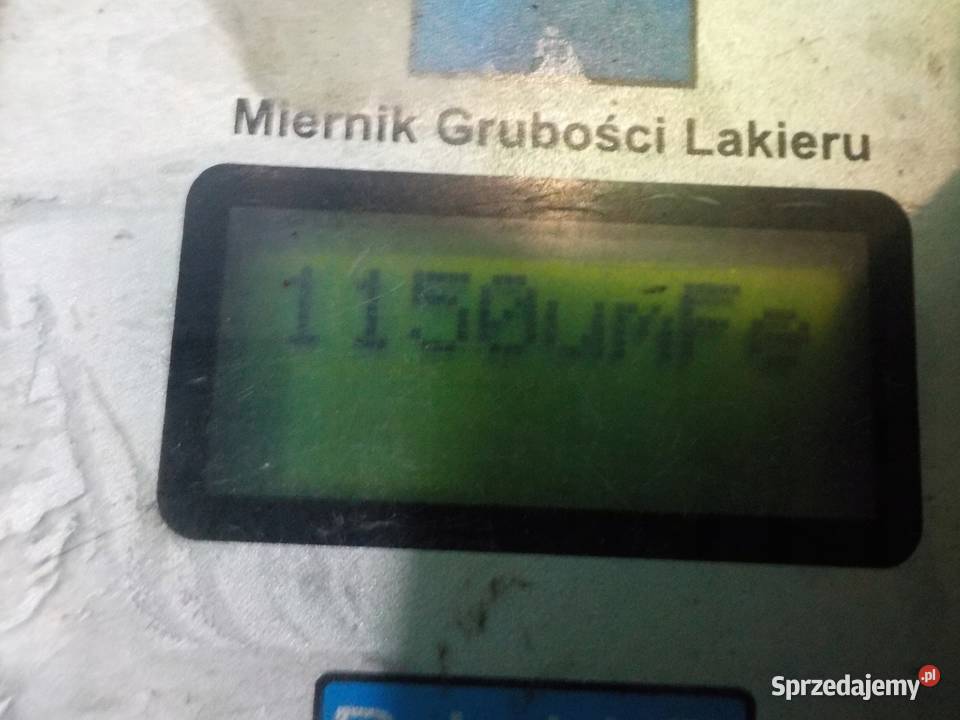 Miernik Grubości Lakieru
1150umFe
Sprzedajemy.pl